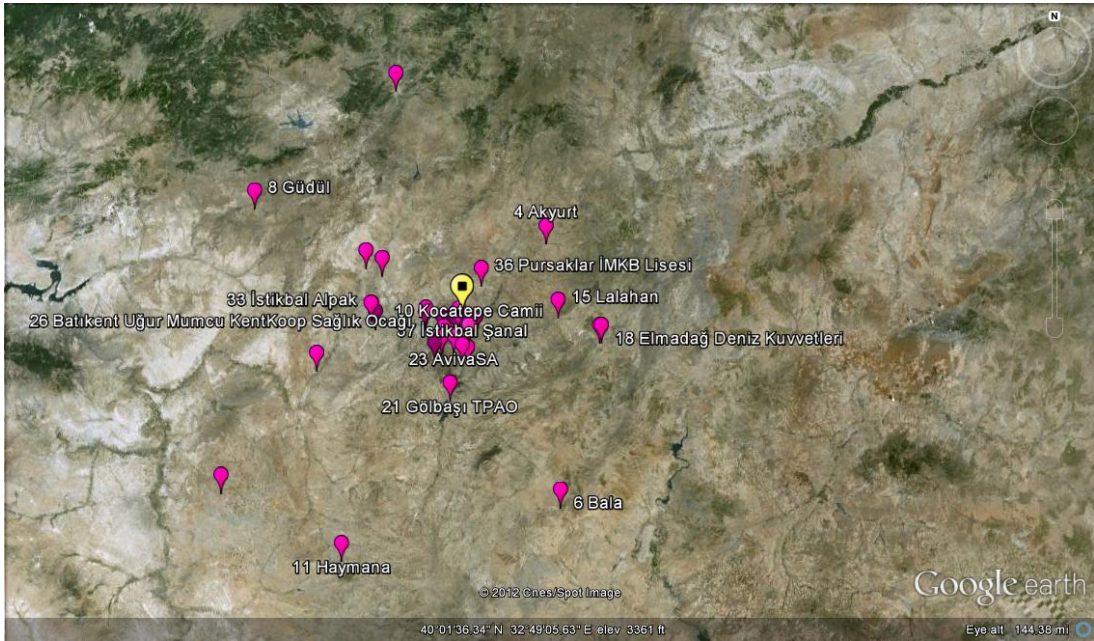 N
8 Güdül
4 Akyurt
36 Pursaklar İMKB Lisesi
33 İstikbal Alpak
10 Kocatepe Camii
15 Lalahan
26 Batıkent Uğur Mumcu KentKoop Sağlık Ocağı
37 İstikbal Şanal
18 Elmadağ Deniz Kuvvetleri
23 AvivaSA
21 Gölbaşı TPAO
6 Bala
11 Haymana
© 2012 Cnes/Spot Image
Google earth
40°01'36.34" N 32°49'05.63" E elev 3361 ft
Eye alt 144.38 mi